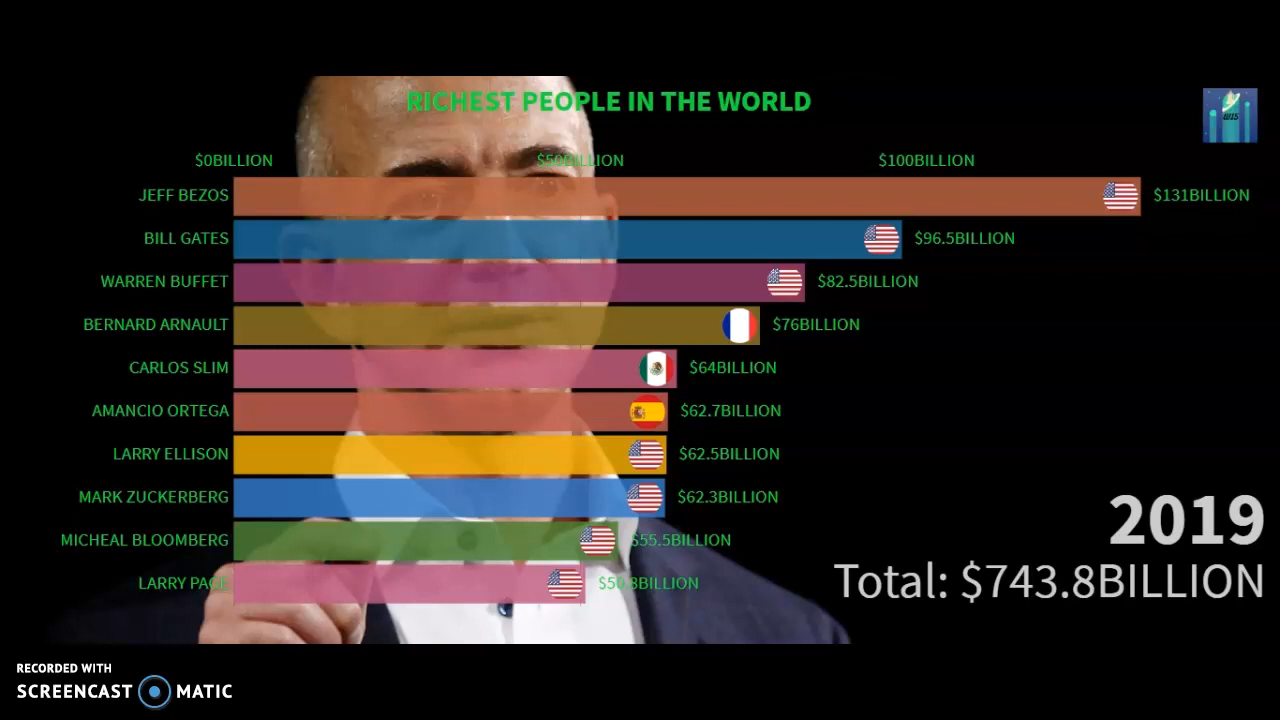 RICHEST PEOPLE IN THE WORLD
$0BILLION $50BILLION $100BILLION
JEFF BEZOS $131BILLION
BILL GATES $96.5BILLION
WARREN BUFFET $82.5BILLION
BERNARD ARNAULT $76BILLION
CARLOS SLIM $64BILLION
AMANCIO ORTEGA $62.7BILLION
LARRY ELLISON $62.5BILLION
MARK ZUCKERBERG $62.3BILLION
MICHEAL BLOOMBERG $55.5BILLION
LARRY PAGE $50.8BILLION
2019
Total: $743.8BILLION
RECORDED WITH
SCREENCAST MATIC